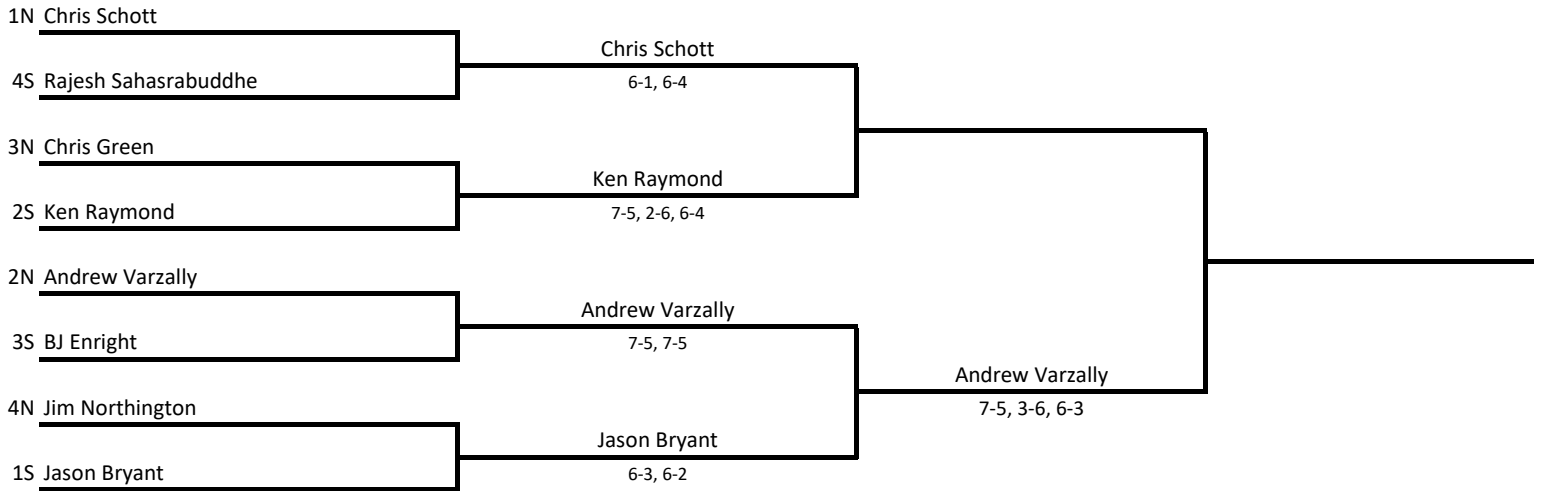 1N Chris Schott
Chris Schott
4S Rajesh Sahasrabuddhe
6-1, 6-4
3N Chris Green
Ken Raymond
2S Ken Raymond
7-5, 2-6, 6-4
2N Andrew Varzally
Andrew Varzally
3S BJ Enright
7-5, 7-5
Andrew Varzally
4N Jim Northington
7-5, 3-6, 6-3
Jason Bryant
1S Jason Bryant
6-3, 6-2